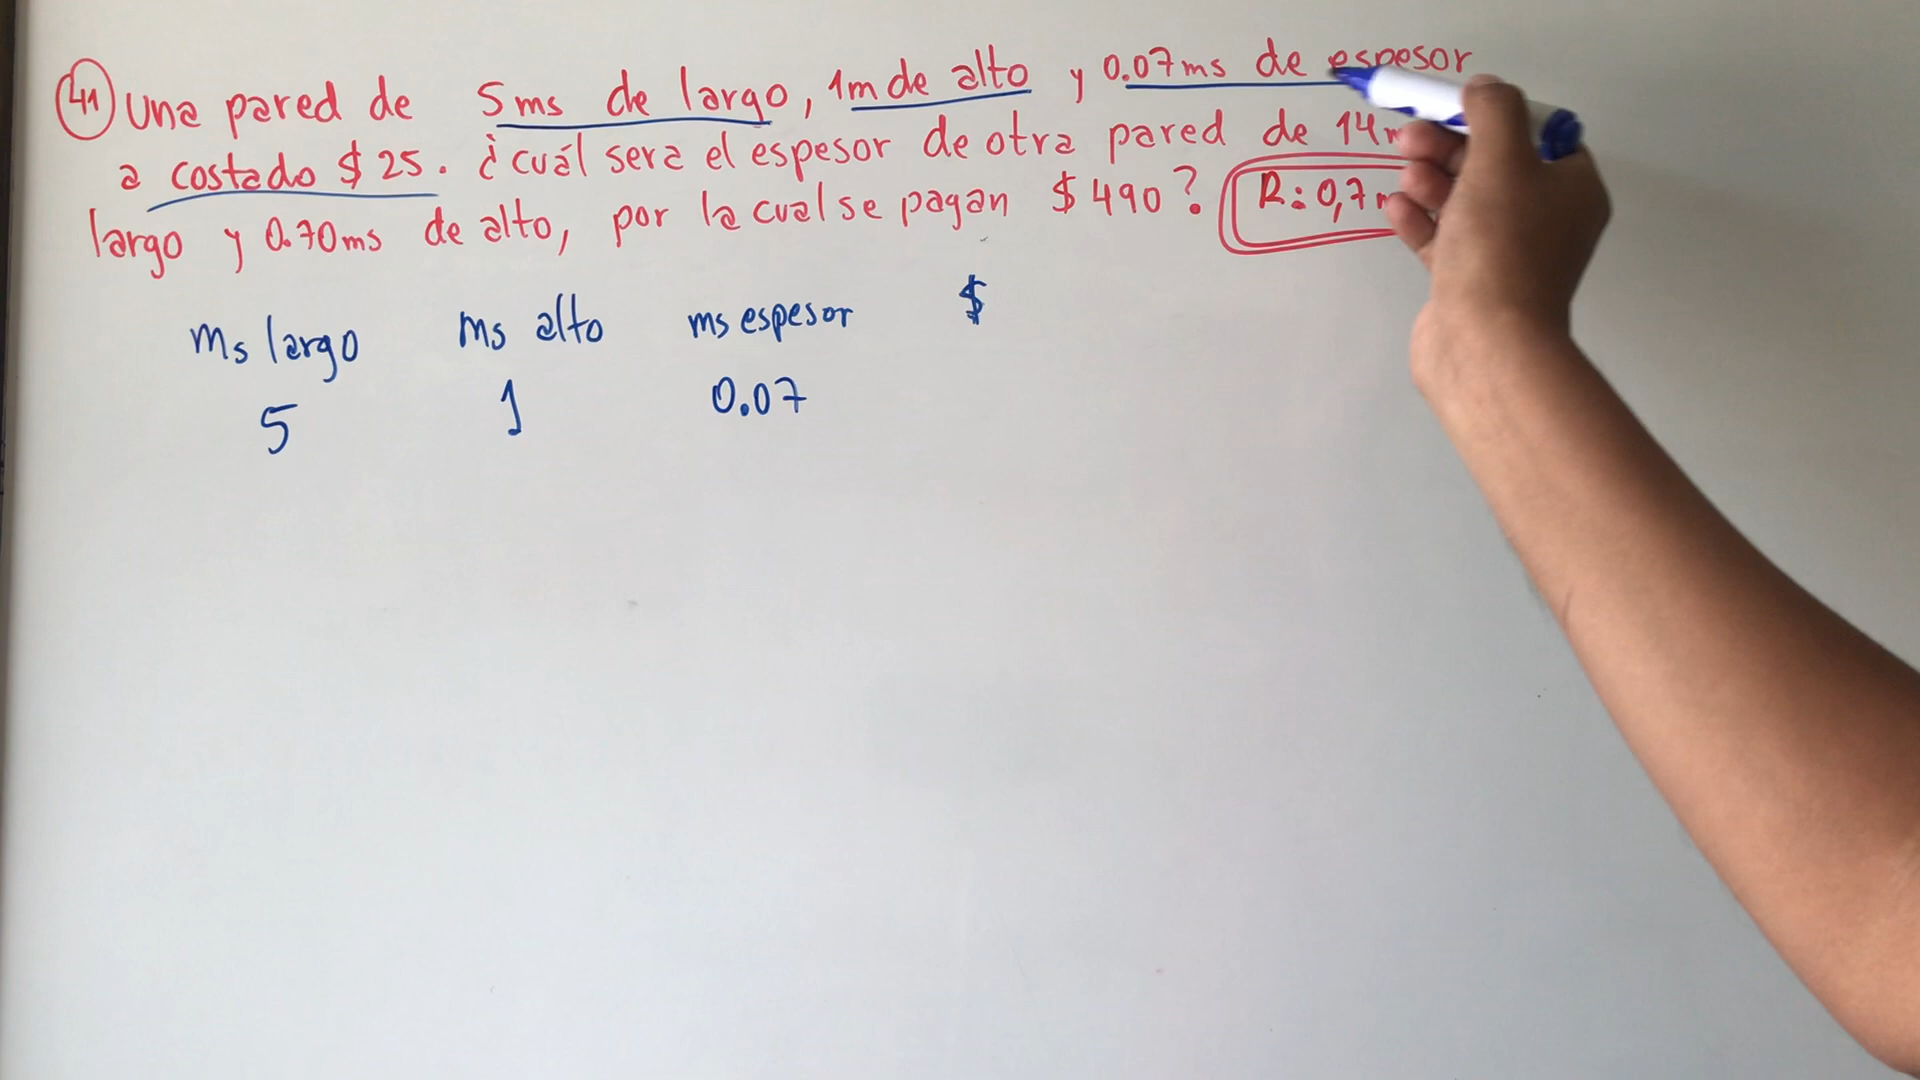 41 Una pared de 5ms de largo, 1m de alto y 0.07ms de espesor
a costado $25. ¿cuál sera el espesor de otra pared de 14m
largo y 0.70ms de alto, por la cual se pagan $490? R: 0,7m
Ms largo ms alto ms espesor $
5 1 0.07